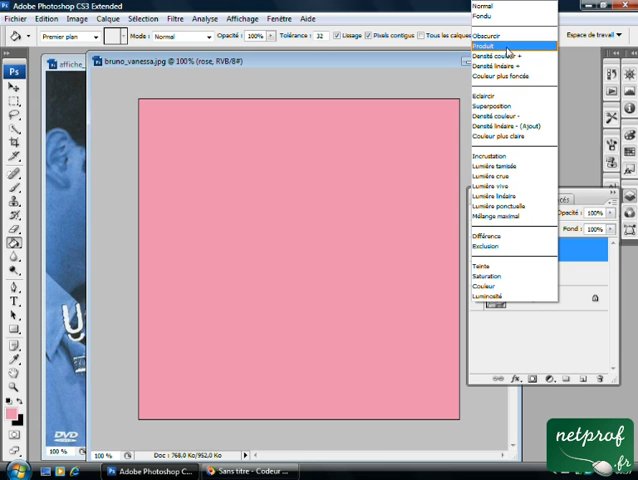 Adobe Photoshop CS3 Extended
Fichier Edition Image Calque Sélection Filtre Analyse Affichage Fenêtre Aide
Premier plan Mode : Normal Opacité : 100% Tolérance : 32 Lissage Pixels contigus Tous les calques Espace de travail
Ps
affiche_
bruno_vanessa.jpg @ 100% (rose, RVB/8#)
Normal
Fondu
Obscurcir
Produit
Densité couleur +
Densité linéaire +
Couleur plus foncée
Eclaircir
Superposition
Densité couleur -
Densité linéaire - (Ajout)
Couleur plus claire
Incrustation
Lumière tamisée
Lumière crue
Lumière vive
Lumière linéaire
Lumière ponctuelle
Mélange maximal
Différence
Exclusion
Teinte
Saturation
Couleur
Luminosité
Opacité : 100%
Fond : 100%
DVD
100 %
100 % Doc : 768,0 Ko/952,0 Ko
Adobe Photoshop CS...
Sans titre - Codeur ...
netprof
.fr